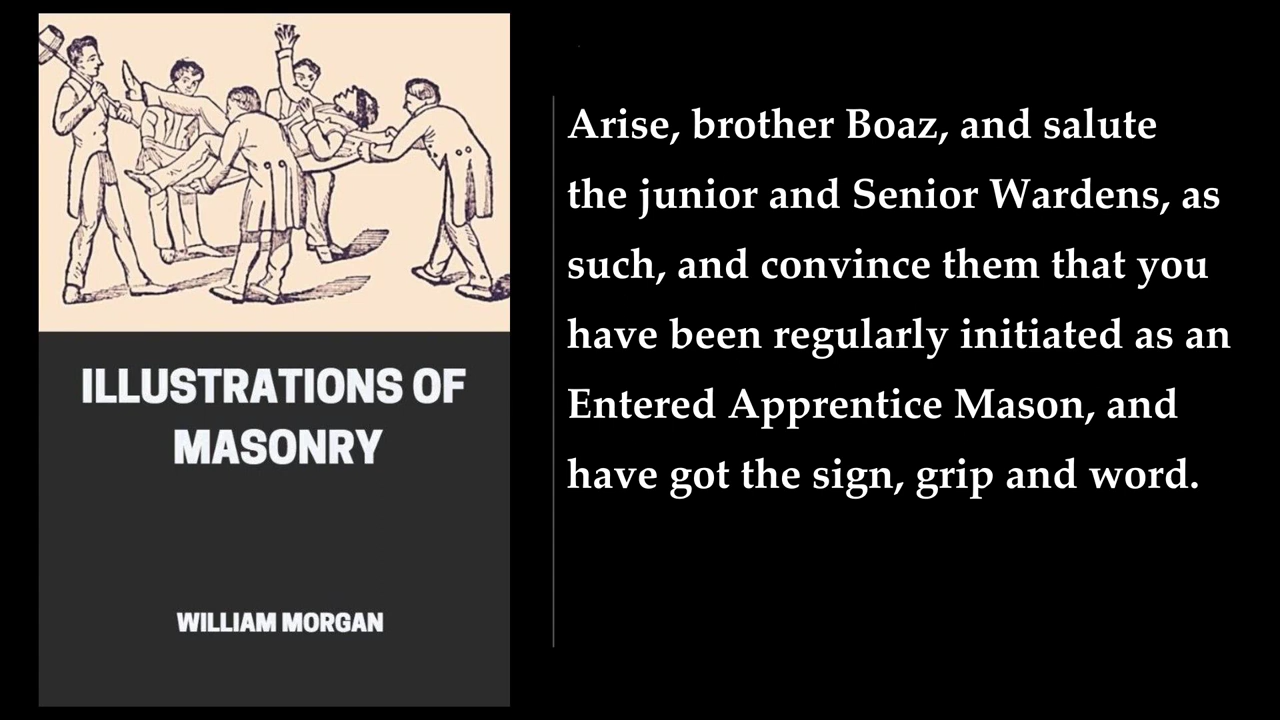 ILLUSTRATIONS OF
MASONRY
WILLIAM MORGAN
Arise, brother Boaz, and salute
the junior and Senior Wardens, as
such, and convince them that you
have been regularly initiated as an
Entered Apprentice Mason, and
have got the sign, grip and word.